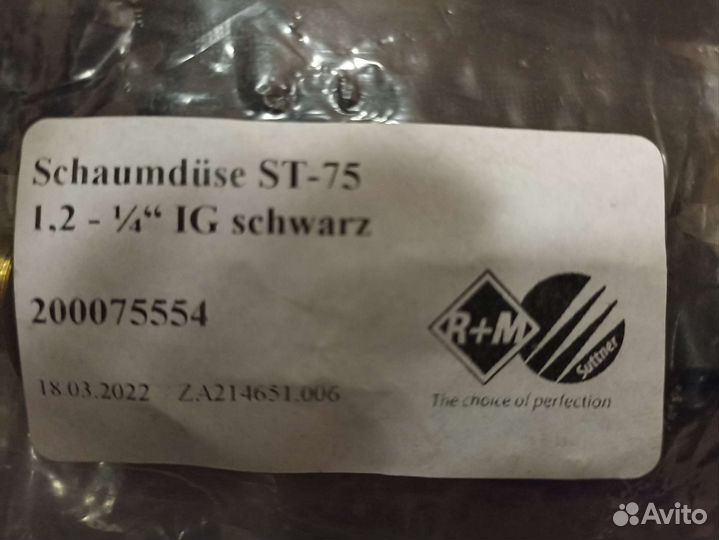 Schaumdüse ST-75
1,2 - ¼“ IG schwarz
200075554
R+M
Suttner
18.03.2022 ZA214651.006
The choice of perfection
Avito